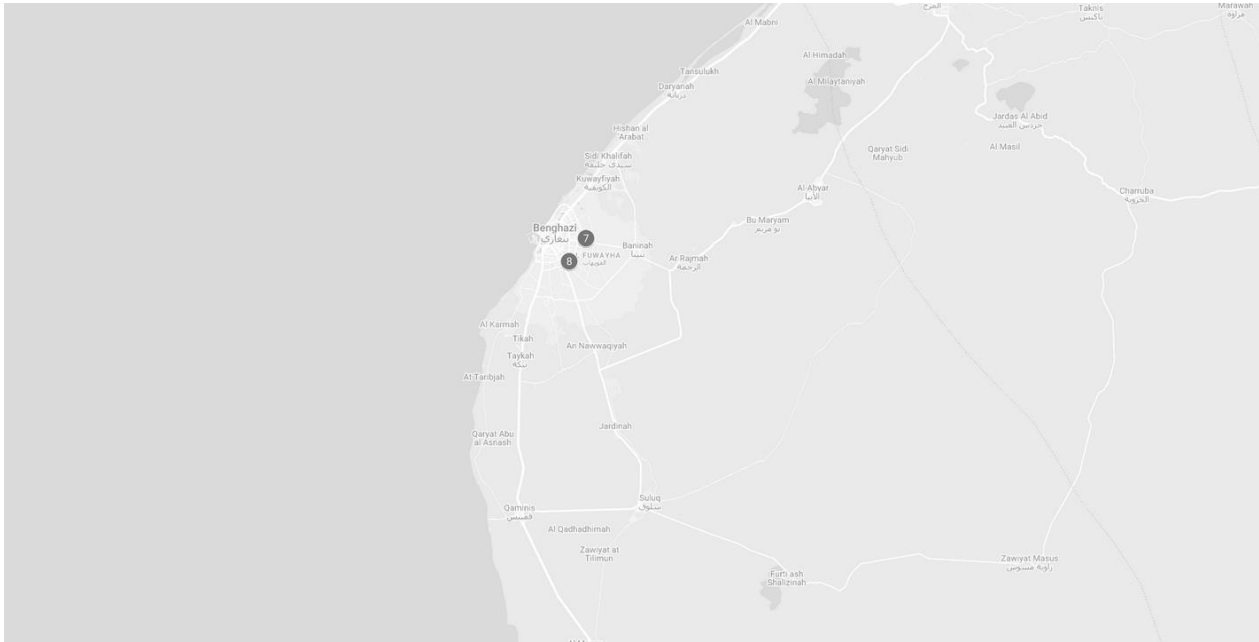 المرج
Taknis
تاكنس
Marawah
مراوة
Al Mabni
Al Himadah
Tansulukh
Al Milaytaniyah
Daryanah
دريانة
Jardas Al Abid
جردس العبيد
Hishan al
Arabat
Al Masil
Qaryat Sidi
Mahyub
Sidi Khalifah
سيدي خليفة
Kuwayfiyah
الكويفية
Al-Abyar
الأبيار
Charruba
الخروبة
Bu Maryam
بو مريم
Benghazi
بنغازي
7
Baninah
بنينا
8
FUWAYHA
الفويهات
Ar Rajmah
الرجمة
Al Karmah
Tikah
An Nawwaqiyah
Taykah
تيكة
At-Taribjah
Jardinah
Qaryat Abu
al Asnash
Suluq
سلوق
Qaminis
قمينس
Al Qadhadhimah
Zawiyat at
Tilimun
Zawiyat Masus
زاوية مسوس
Furti ash
Shalizinah